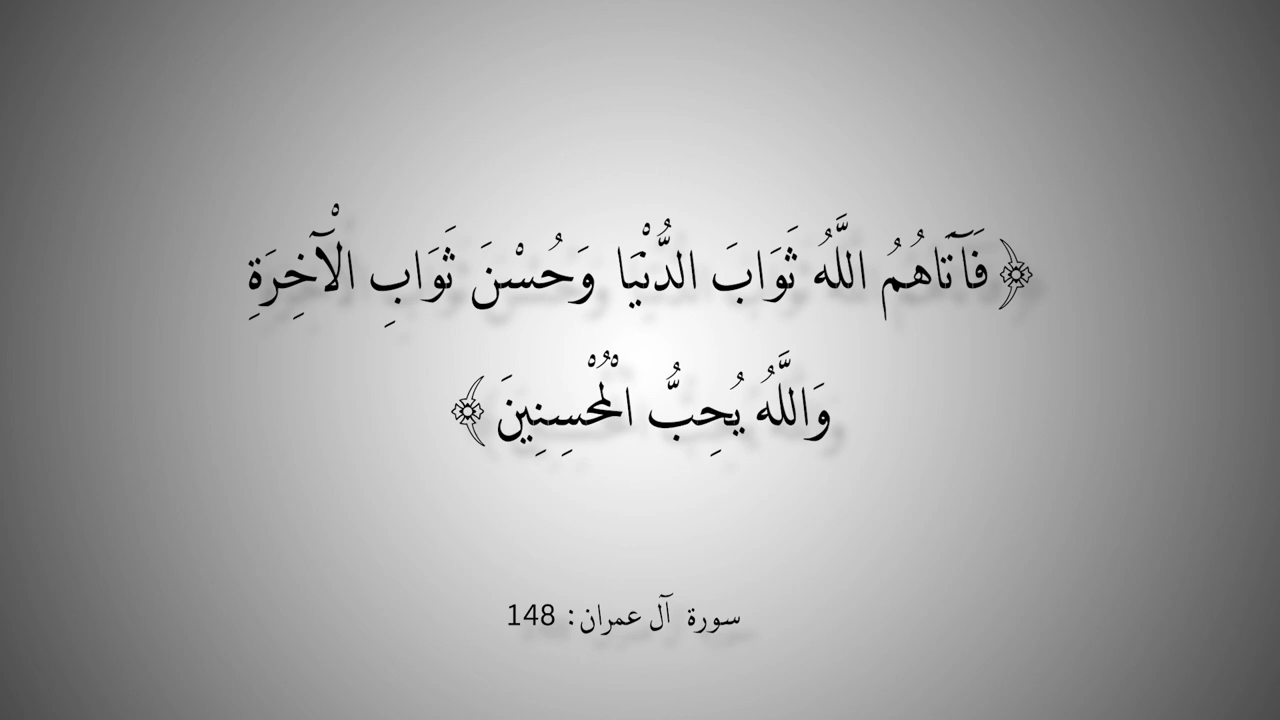 ﴿فَآتَاهُمُ اللَّهُ ثَوَابَ الدُّنْيَا وَحُسْنَ ثَوَابِ الْآخِرَةِ
وَاللَّهُ يُحِبُّ الْمُحْسِنِينَ﴾
سورة آل عمران: 148